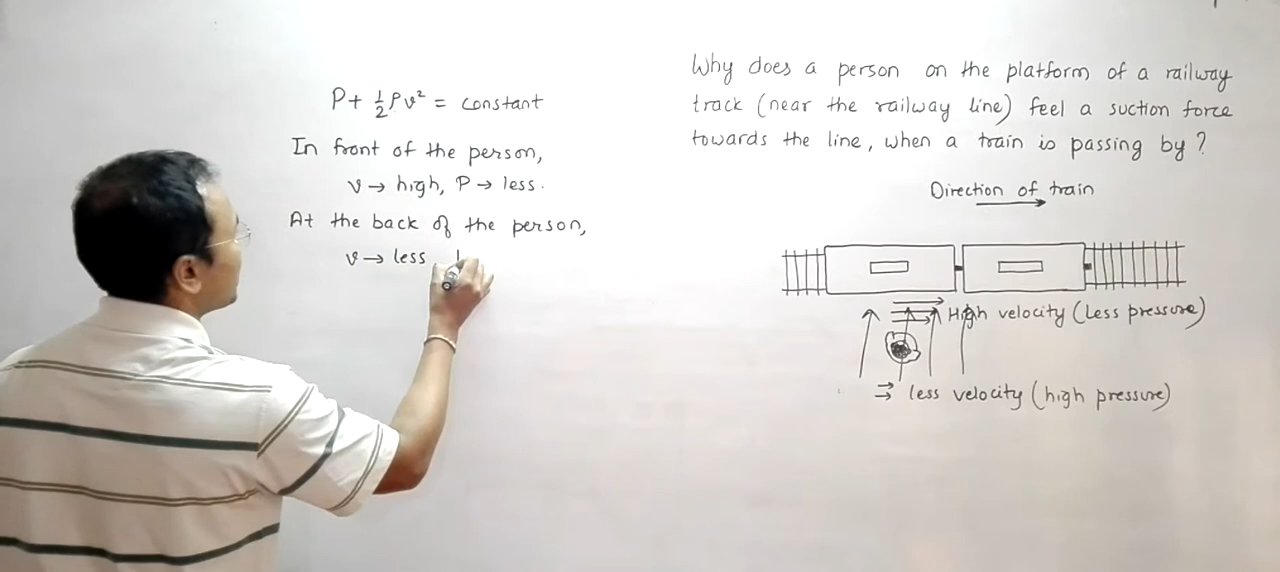 P + ½ρv² = constant
In front of the person,
v → high, P → less.
At the back of the person,
v → less,
Why does a person on the platform of a railway
track (near the railway line) feel a suction force
towards the line, when a train is passing by?
Direction of train
High velocity (Less pressure)
less velocity (high pressure)